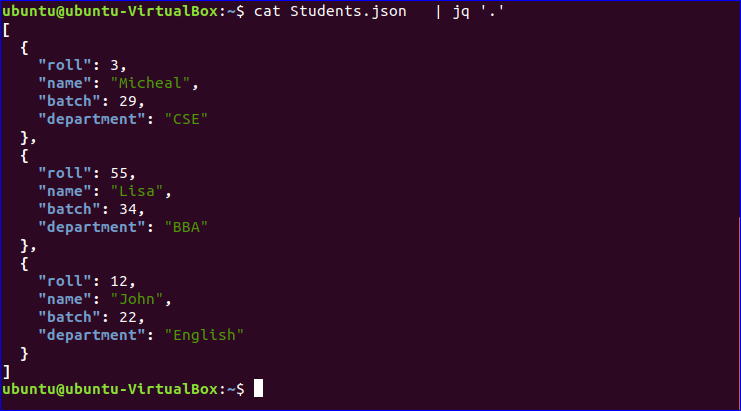 ubuntu@ubuntu-VirtualBox:~$ cat Students.json   | jq '.'
[
  {
    "roll": 3,
    "name": "Micheal",
    "batch": 29,
    "department": "CSE"
  },
  {
    "roll": 55,
    "name": "Lisa",
    "batch": 34,
    "department": "BBA"
  },
  {
    "roll": 12,
    "name": "John",
    "batch": 22,
    "department": "English"
  }
]
ubuntu@ubuntu-VirtualBox:~$